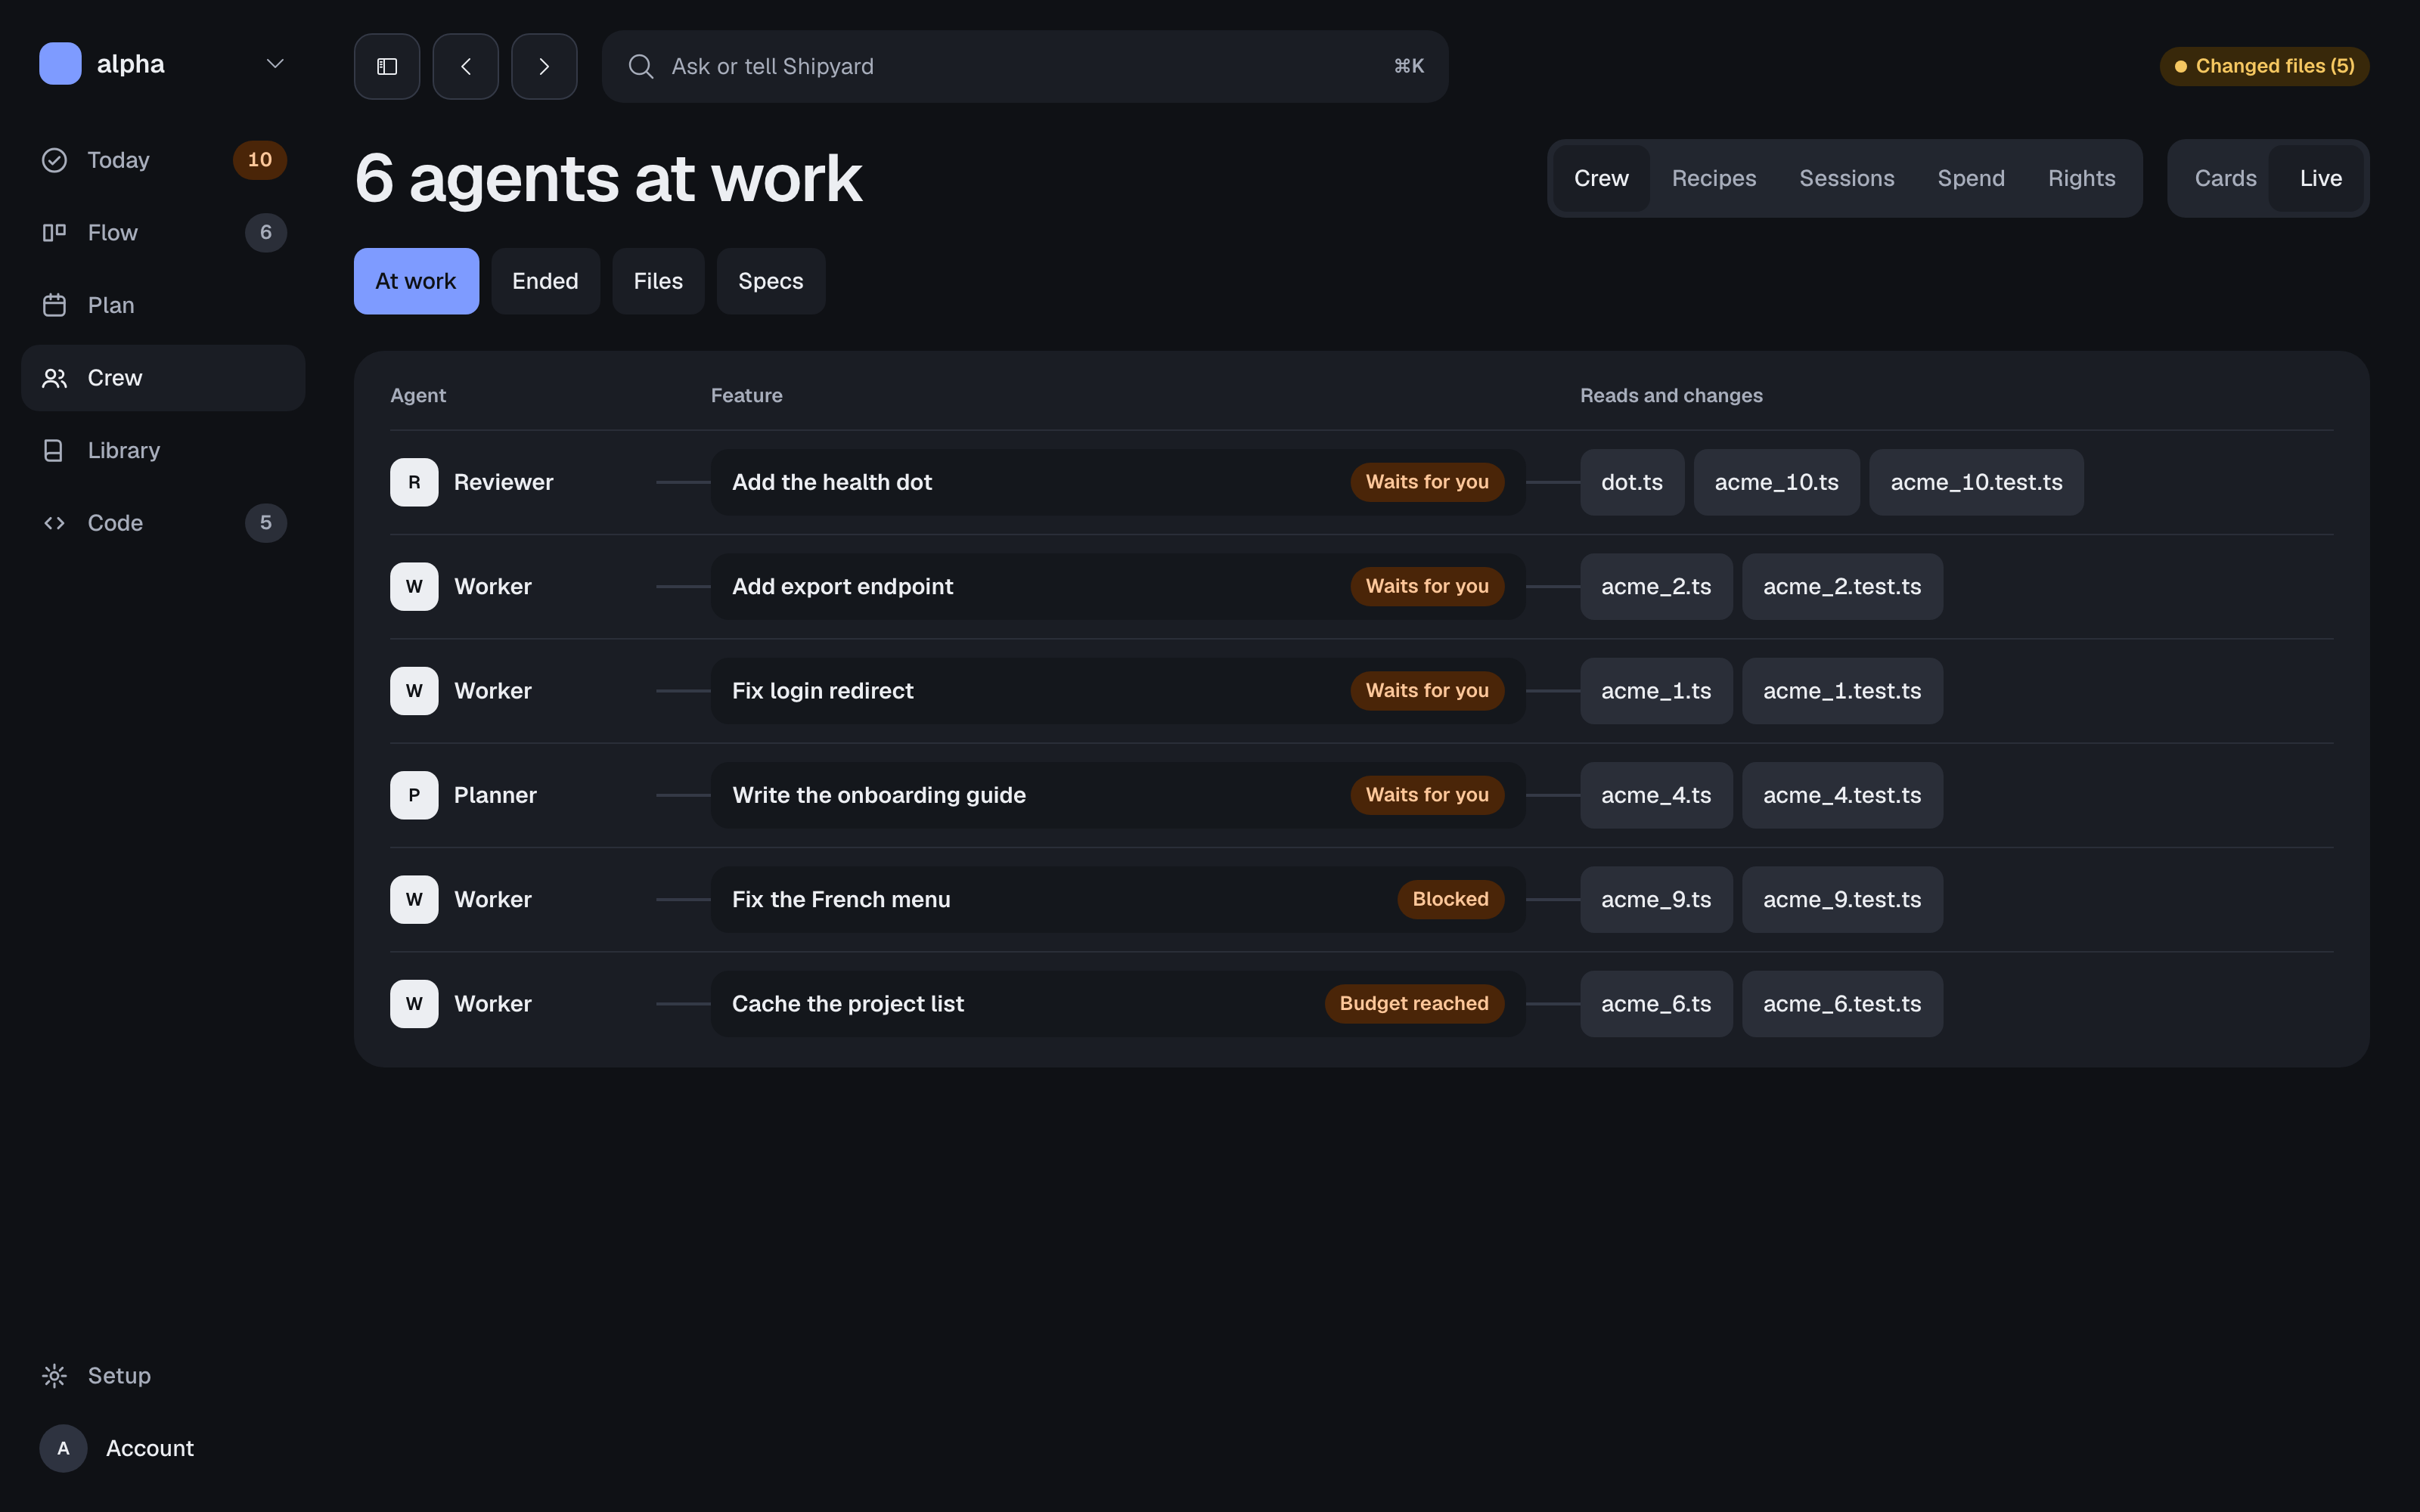 alpha
Ask or tell Shipyard ⌘K
Changed files (5)
Today 10
Flow 6
Plan
Crew
Library
Code 5
Setup
A Account
6 agents at work
Crew Recipes Sessions Spend Rights
Cards Live
At work Ended Files Specs
Agent Feature Reads and changes
R Reviewer Add the health dot Waits for you dot.ts acme_10.ts acme_10.test.ts
W Worker Add export endpoint Waits for you acme_2.ts acme_2.test.ts
W Worker Fix login redirect Waits for you acme_1.ts acme_1.test.ts
P Planner Write the onboarding guide Waits for you acme_4.ts acme_4.test.ts
W Worker Fix the French menu Blocked acme_9.ts acme_9.test.ts
W Worker Cache the project list Budget reached acme_6.ts acme_6.test.ts